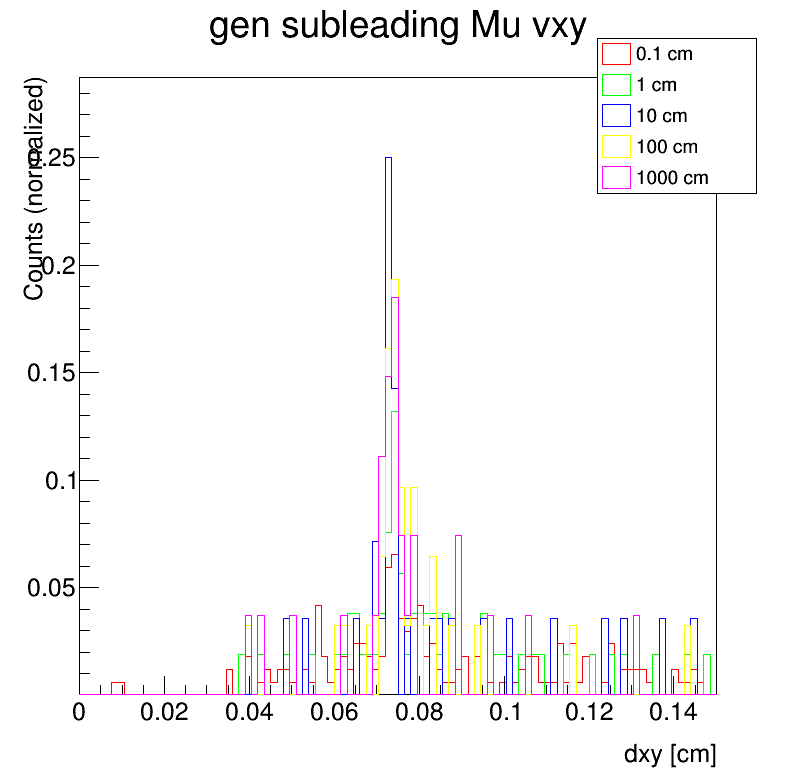 gen subleading Mu vxy
0.1 cm
1 cm
10 cm
100 cm
1000 cm
Counts (normalized)
0.25
0.2
0.15
0.1
0.05
0 0.02 0.04 0.06 0.08 0.1 0.12 0.14
dxy [cm]